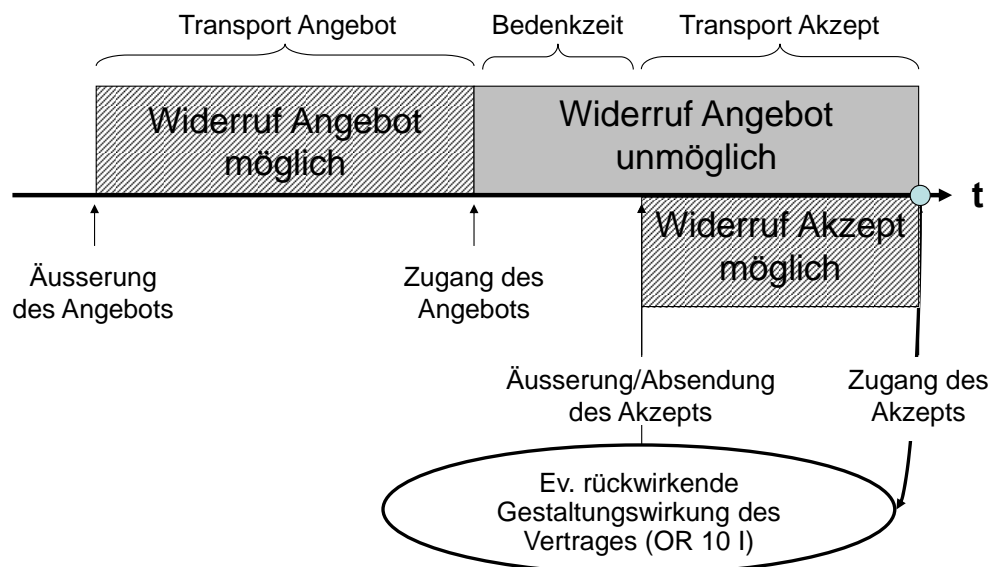 Transport Angebot
Bedenkzeit
Transport Akzept
Widerruf Angebot
möglich
Widerruf Angebot
unmöglich
t
Widerruf Akzept
möglich
Äusserung
des Angebots
Zugang des
Angebots
Äusserung/Absendung
des Akzepts
Zugang des
Akzepts
Ev. rückwirkende
Gestaltungswirkung des
Vertrages (OR 10 I)